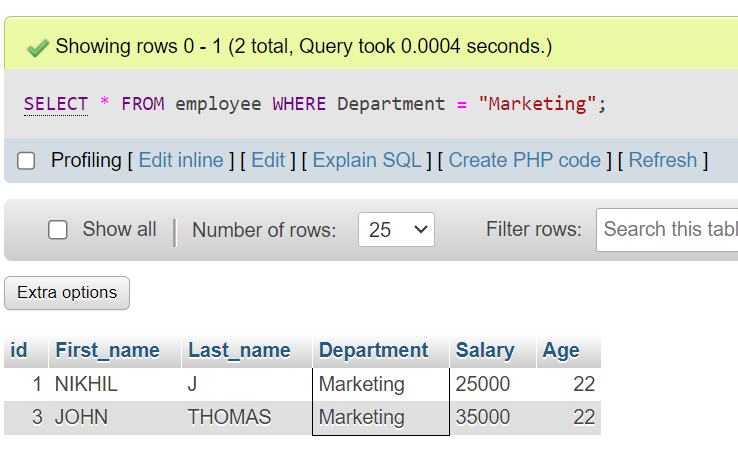 Showing rows 0 - 1 (2 total, Query took 0.0004 seconds.)
SELECT * FROM employee WHERE Department = "Marketing";
Profiling [ Edit inline ] [ Edit ] [ Explain SQL ] [ Create PHP code ] [ Refresh ]
Show all | Number of rows: 25 Filter rows: Search this tabl
Extra options
id First_name Last_name Department Salary Age
1 NIKHIL J Marketing 25000 22
3 JOHN THOMAS Marketing 35000 22